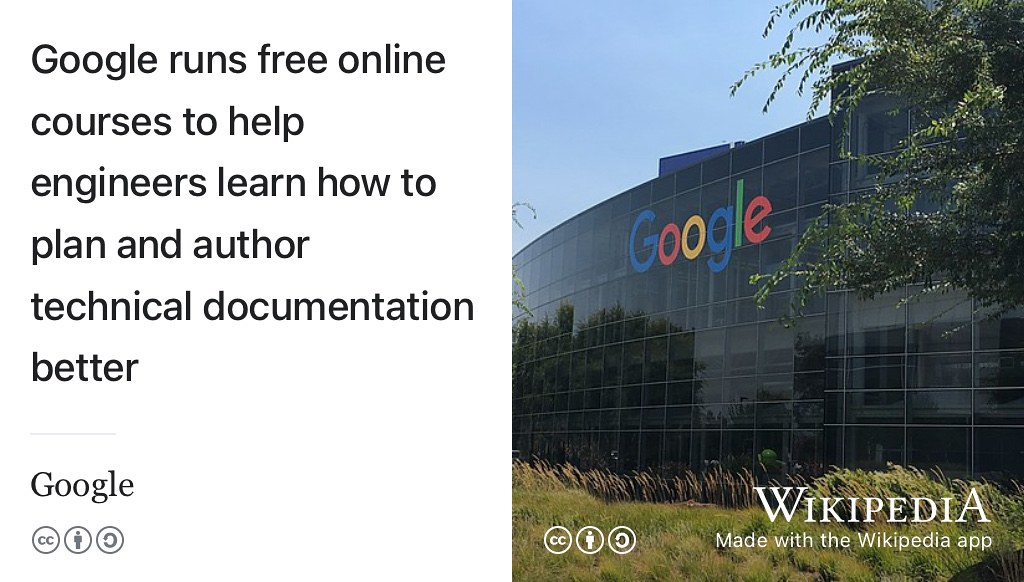 Google runs free online
courses to help
engineers learn how to
plan and author
technical documentation
better
Google
Google
WIKIPEDIA
Made with the Wikipedia app